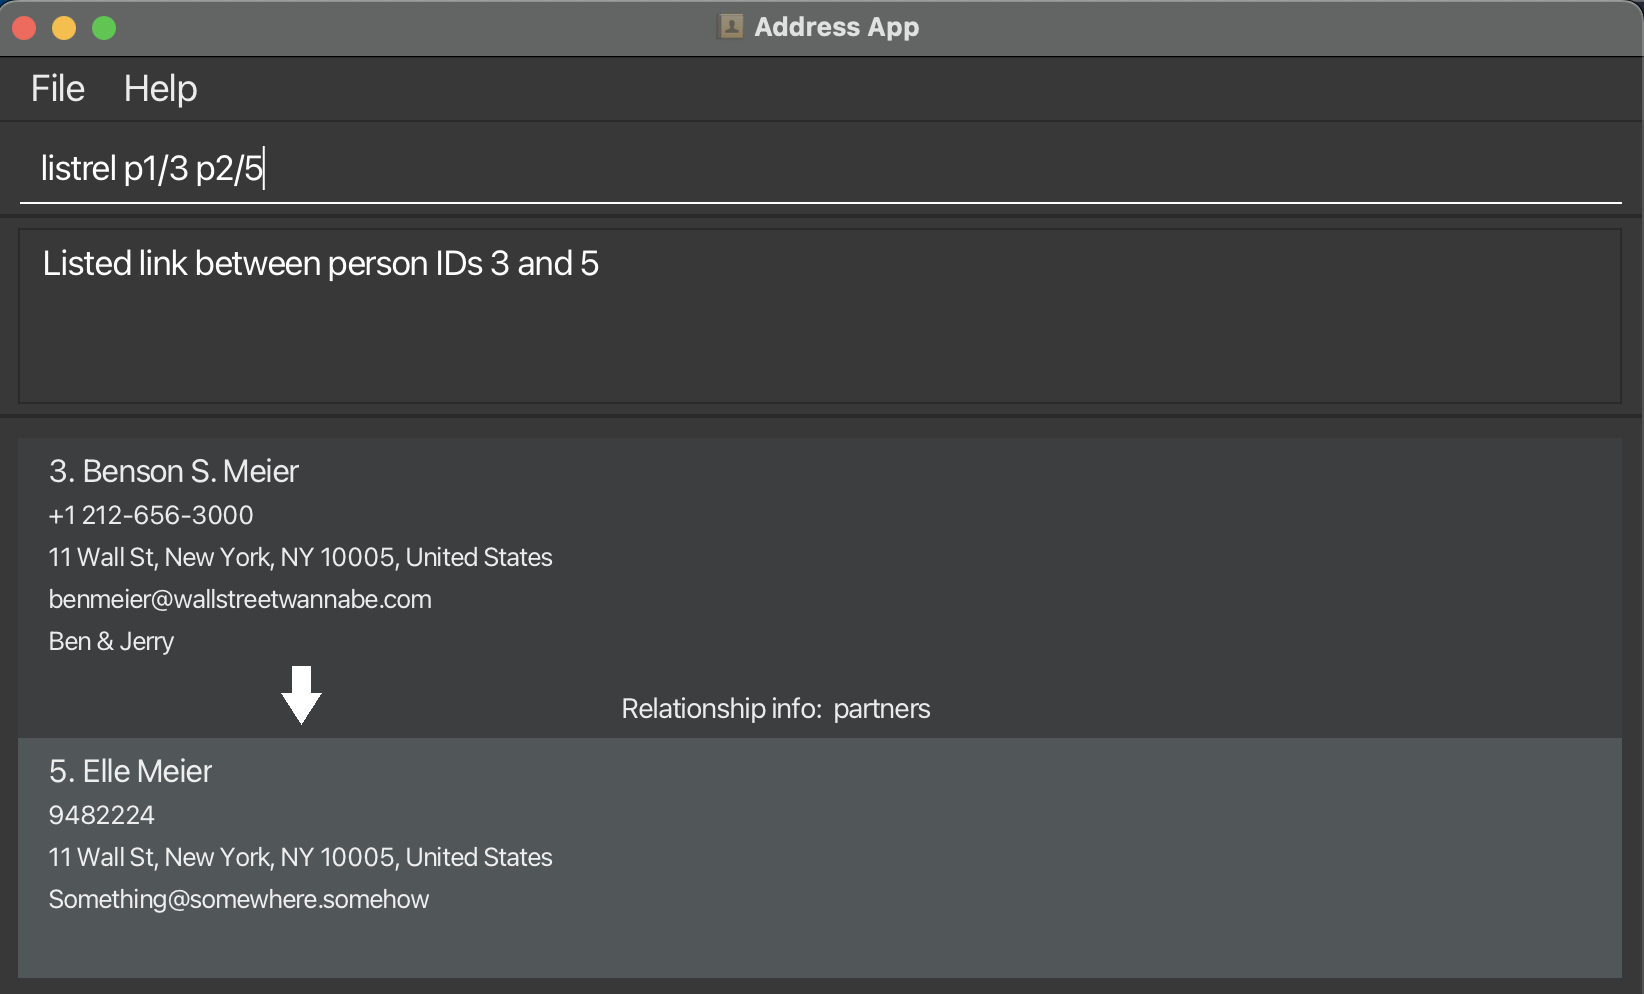 Address App
File Help
listrel p1/3 p2/5
Listed link between person IDs 3 and 5
3. Benson S. Meier
+1 212-656-3000
11 Wall St, New York, NY 10005, United States
benmeier@wallstreetwannabe.com
Ben & Jerry
Relationship info: partners
5. Elle Meier
9482224
11 Wall St, New York, NY 10005, United States
Something@somewhere.somehow